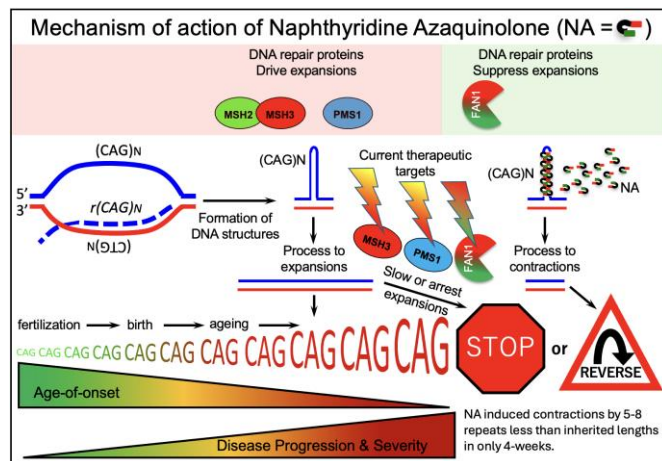 Mechanism of action of Naphthyridine Azaquinolone (NA = )
DNA repair proteins
Drive expansions
DNA repair proteins
Suppress expansions
MSH2
MSH3
PMS1
FAN1
(CAG)N
5’
3’
r(CAG)N
(CTG)N
Formation of
DNA structures
(CAG)N
Current therapeutic
targets
MSH3
PMS1
FAN1
(CAG)N
NA
Process to
expansions
Process to
contractions
Slow or arrest
expansions
fertilization
birth
ageing
CAG CAG CAG CAG CAG CAG CAG CAG CAG CAG CAG
STOP
or
REVERSE
Age-of-onset
Disease Progression & Severity
NA induced contractions by 5-8
repeats less than inherited lengths
in only 4-weeks.